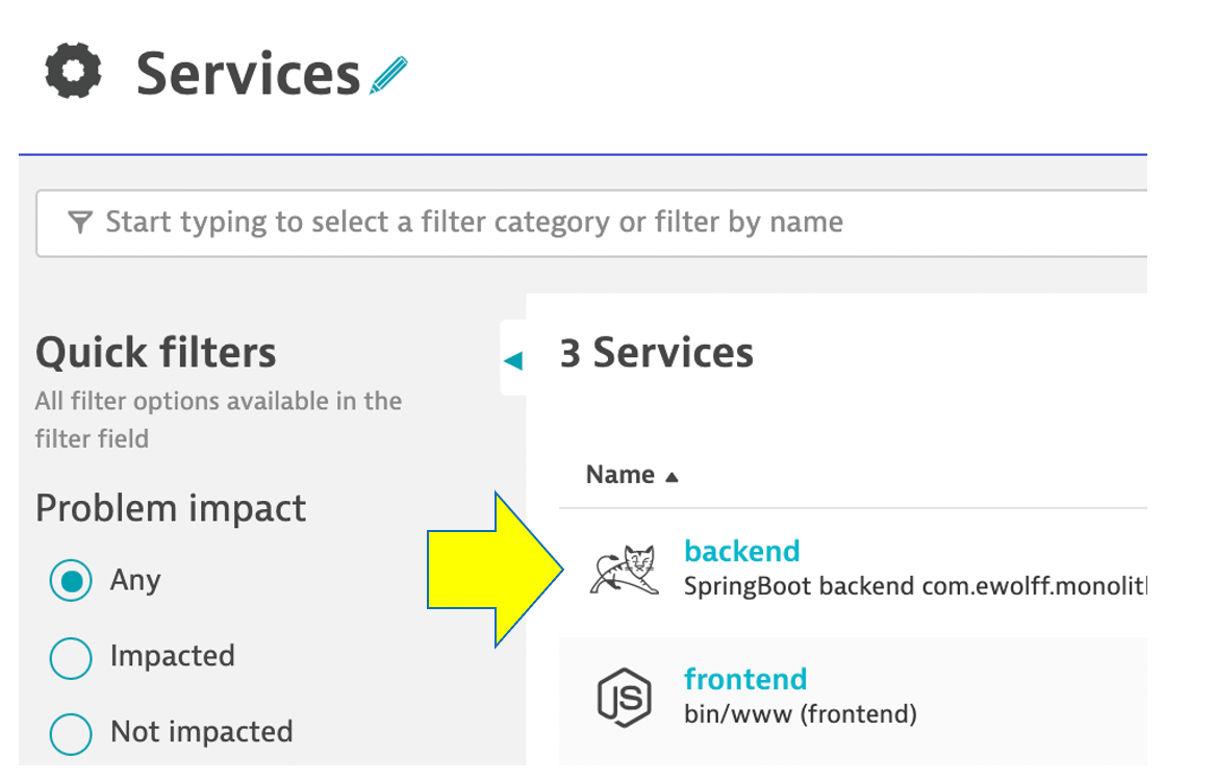 Services
Start typing to select a filter category or filter by name
Quick filters
All filter options available in the
filter field
Problem impact
Any
Impacted
Not impacted
3 Services
Name
backend
SpringBoot backend com.ewolff.monolit
JS
frontend
bin/www (frontend)